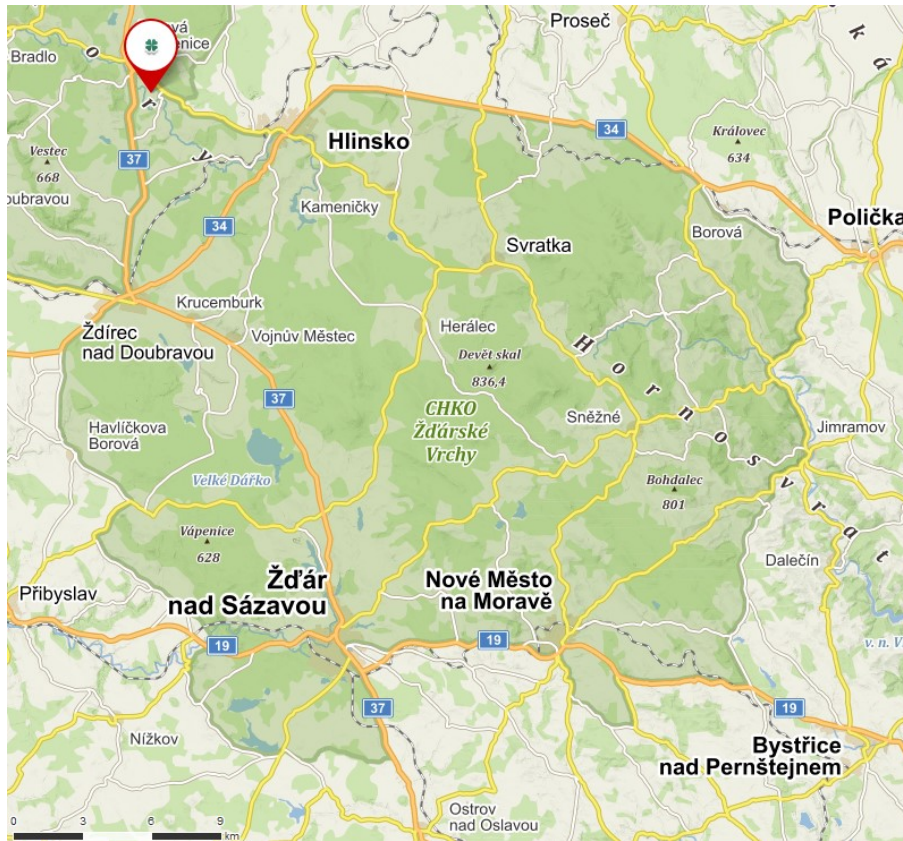 Proseč
Bradlo
Hlinsko
34
Královec
634
Vestec
668
37
Kameničky
34
Svratka
Borová
Polička
Krucemburk
Ždírec
nad Doubravou
Vojnův Městec
Herálec
Devět skal
836,4
37
CHKO
Žďárské
Vrchy
Sněžné
Hornosvrat
Jimramov
Havlíčkova
Borová
Velké Dářko
Bohdalec
801
Vápenice
628
Dalečín
Žďár
nad Sázavou
Nové Město
na Moravě
Přibyslav
19
19
v. n. V
37
19
Nížkov
Bystřice
nad Pernštejnem
Ostrov
nad Oslavou
0 3 6 9
km